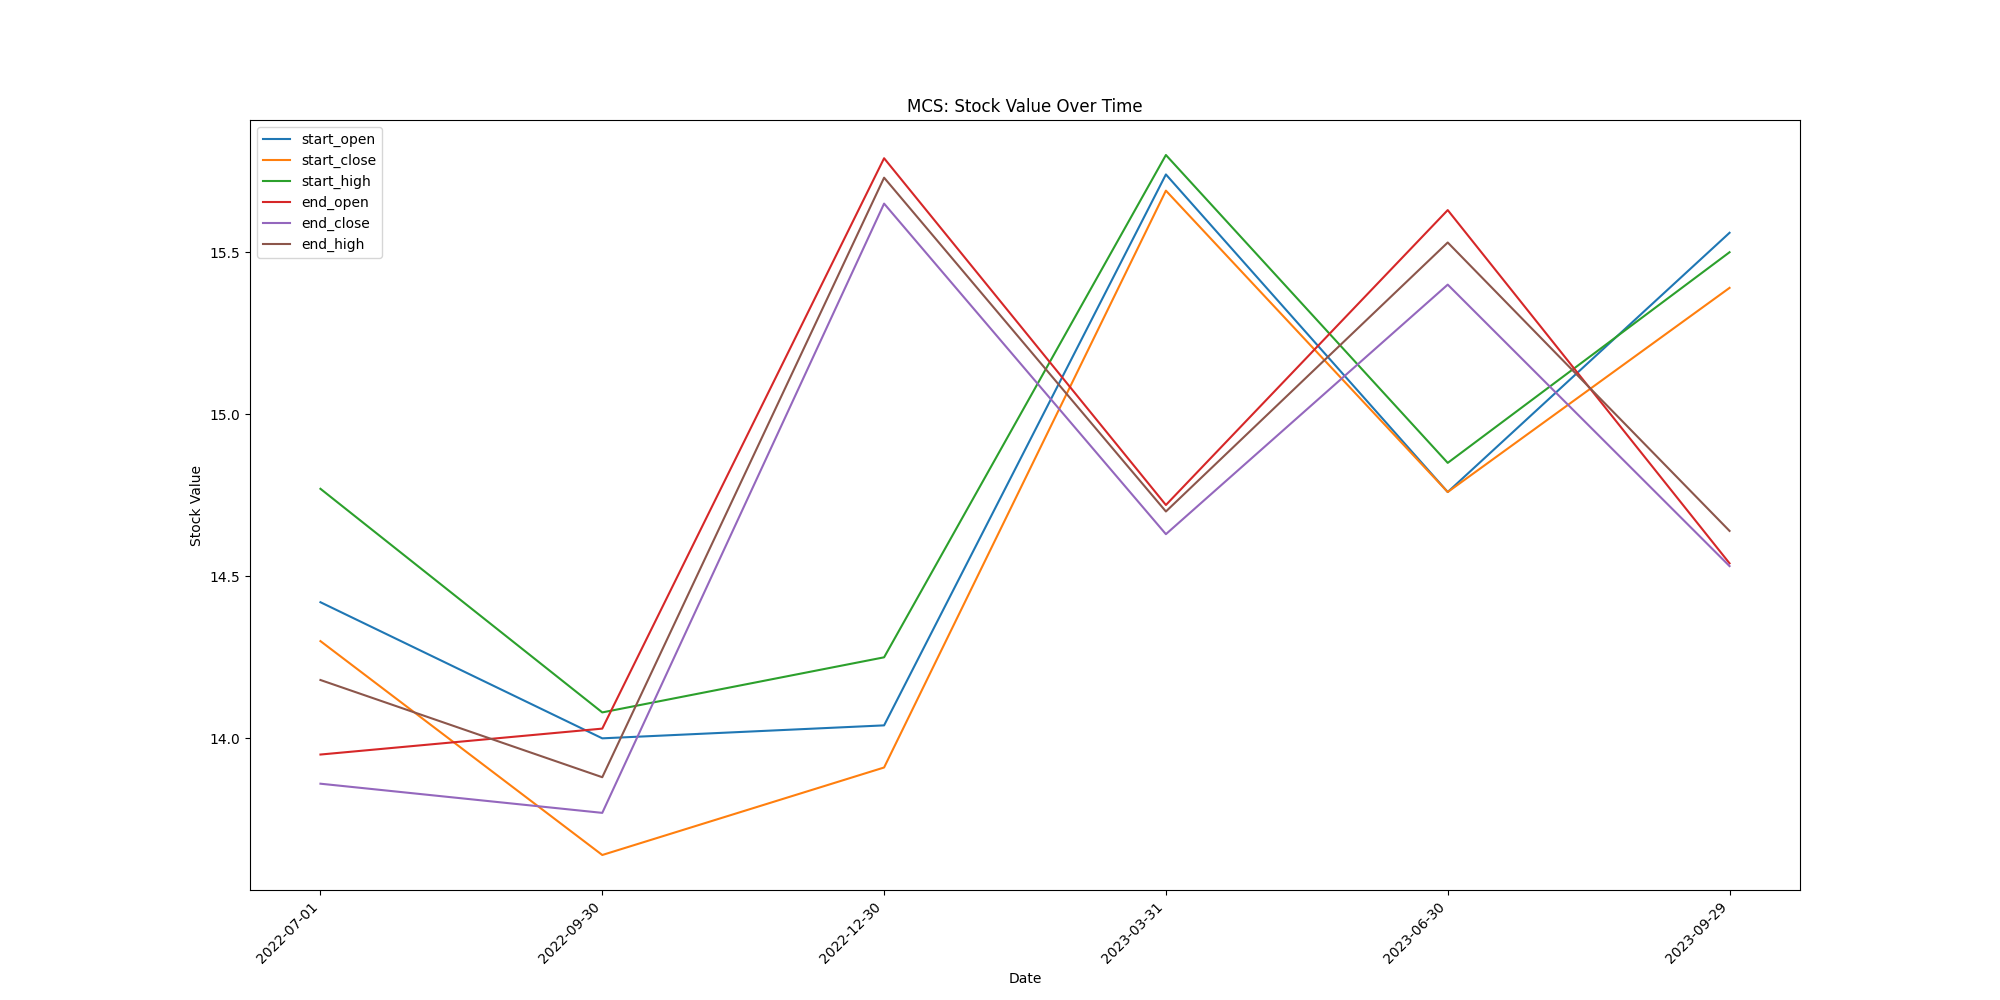 MCS: Stock Value Over Time
start_open
start_close
start_high
end_open
end_close
end_high
Stock Value
15.5
15.0
14.5
14.0
2022-07-01
2022-09-30
2022-12-30
2023-03-31
2023-06-30
2023-09-29
Date